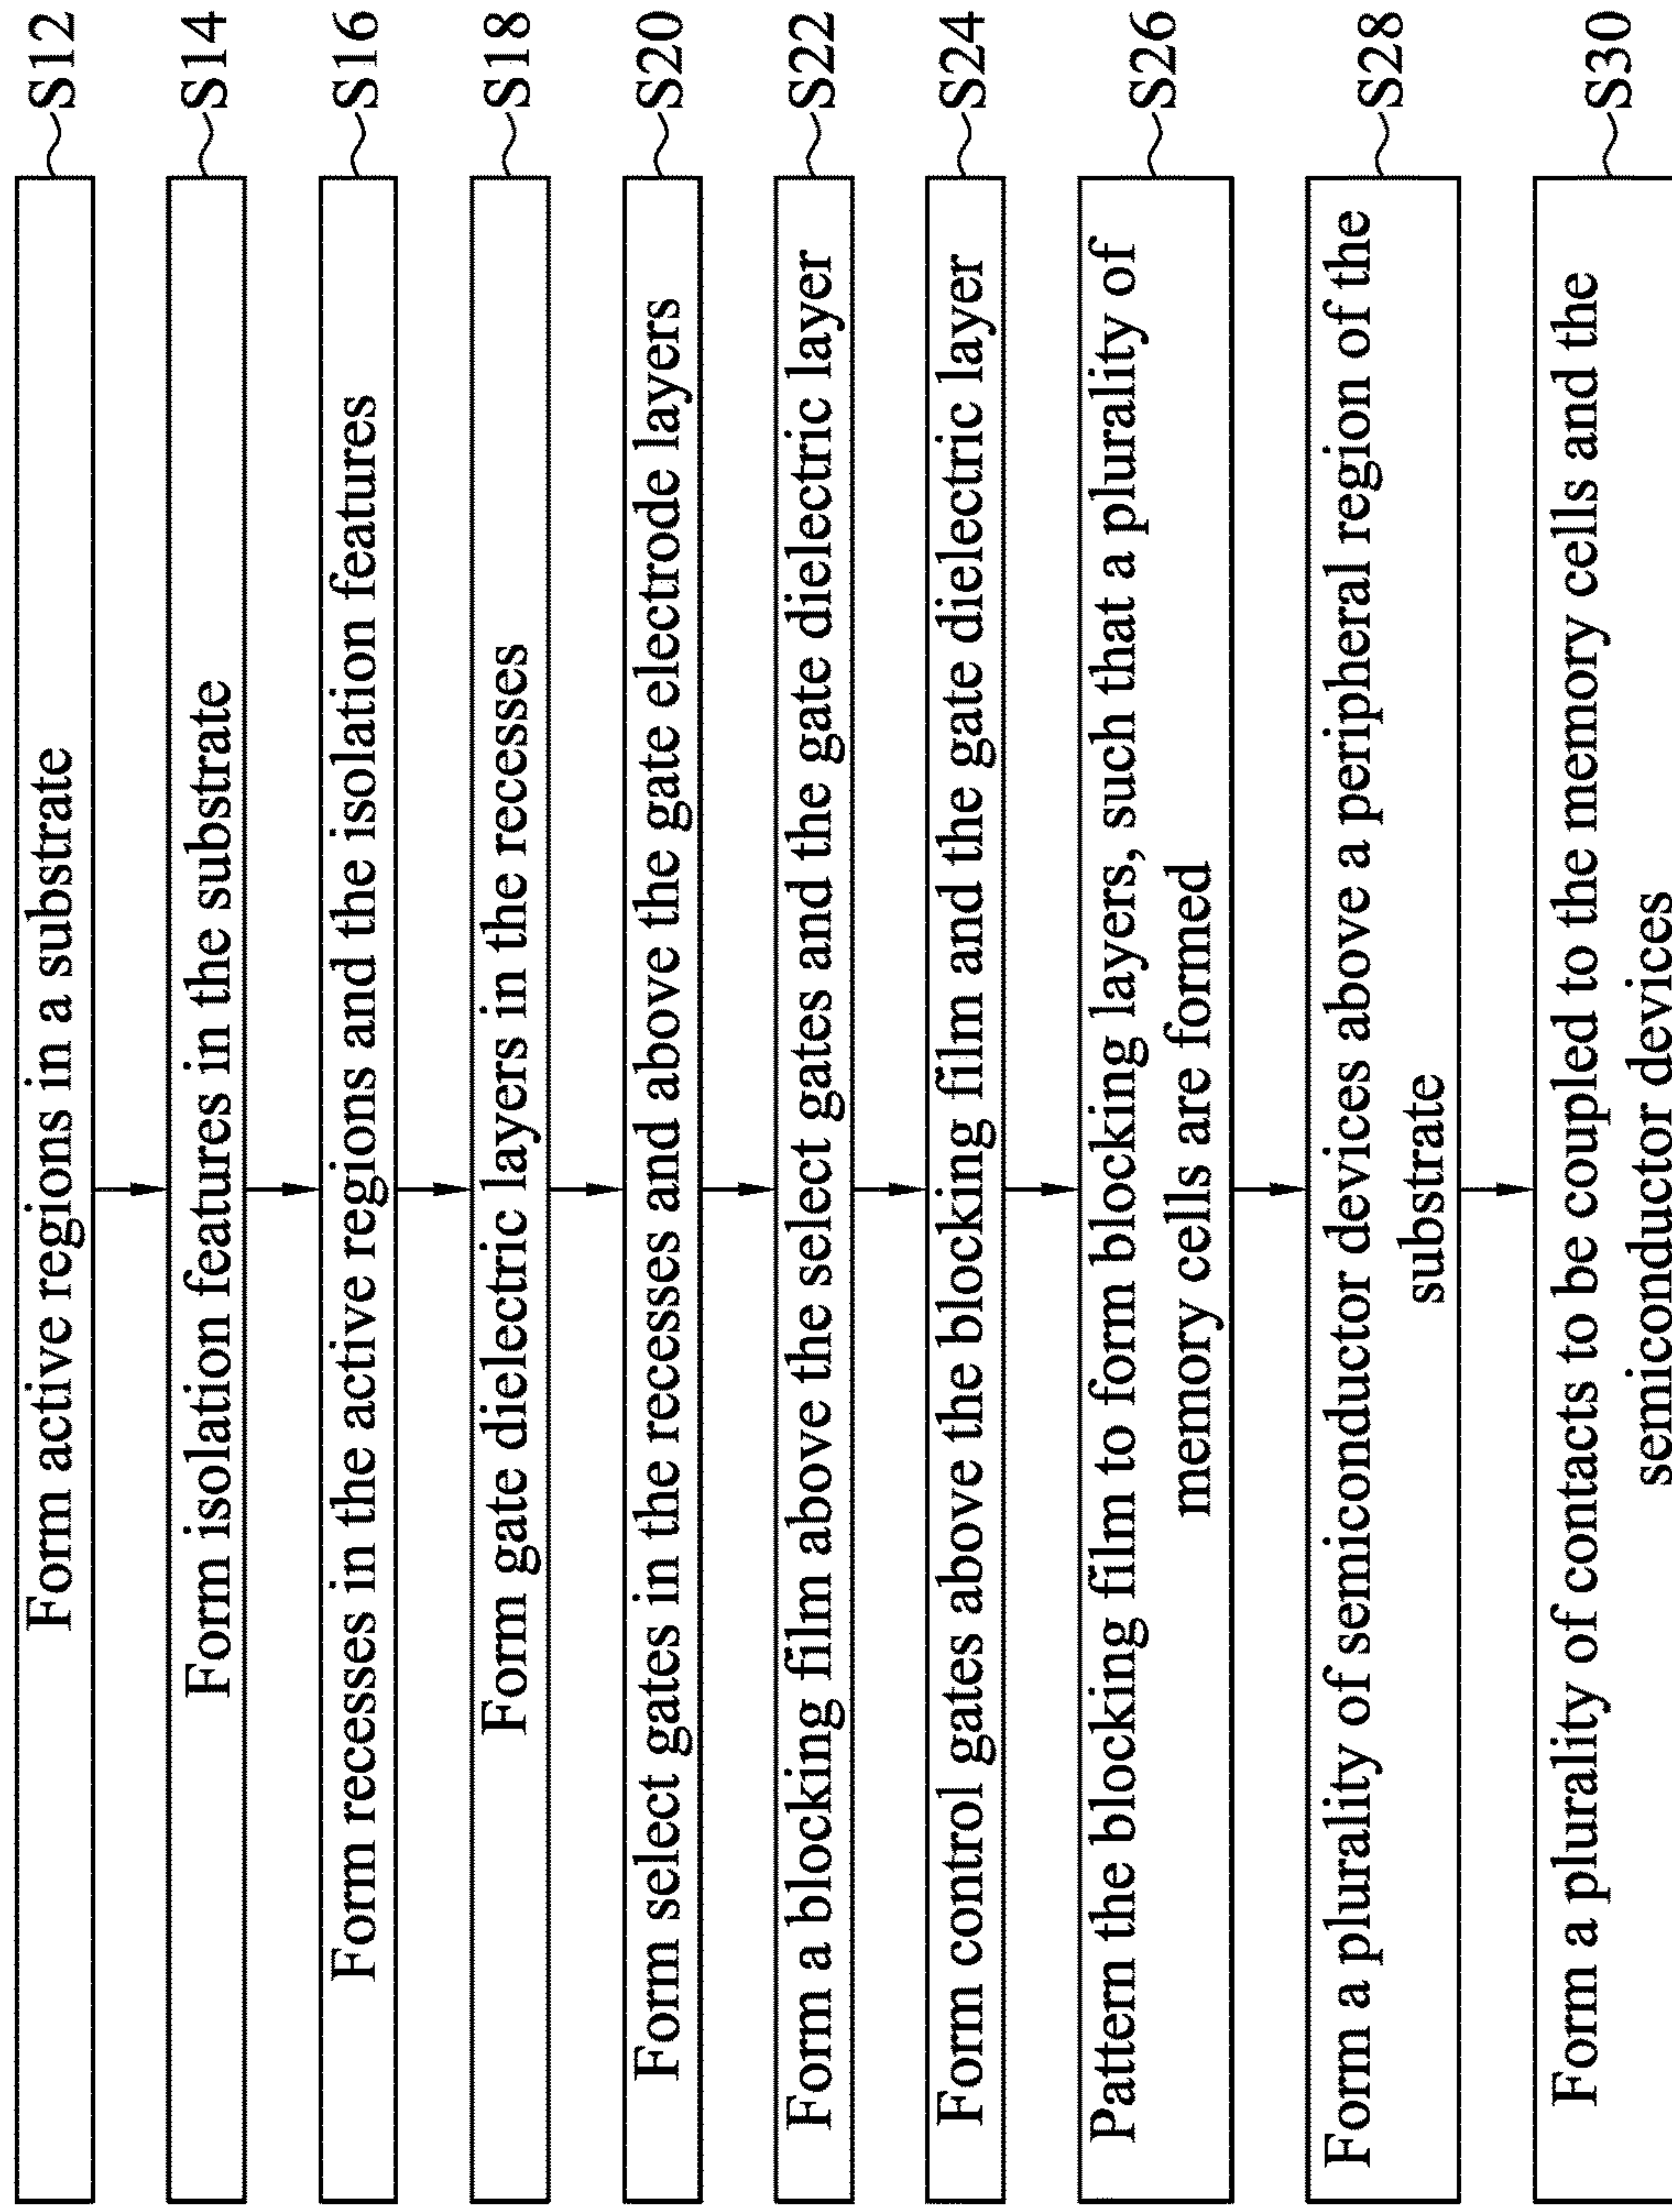 Form active regions in a substrate ~S12
Form isolation features in the substrate ~S14
Form recesses in the active regions and the isolation features ~S16
Form gate dielectric layers in the recesses ~S18
Form select gates in the recesses and above the gate electrode layers ~S20
Form a blocking film above the select gates and the gate dielectric layer ~S22
Form control gates above the blocking film and the gate dielectric layer ~S24
Pattern the blocking film to form blocking layers, such that a plurality of ~S26
memory cells are formed
Form a plurality of semiconductor devices above a peripheral region of the ~S28
substrate
Form a plurality of contacts to be coupled to the memory cells and the ~S30
semiconductor devices